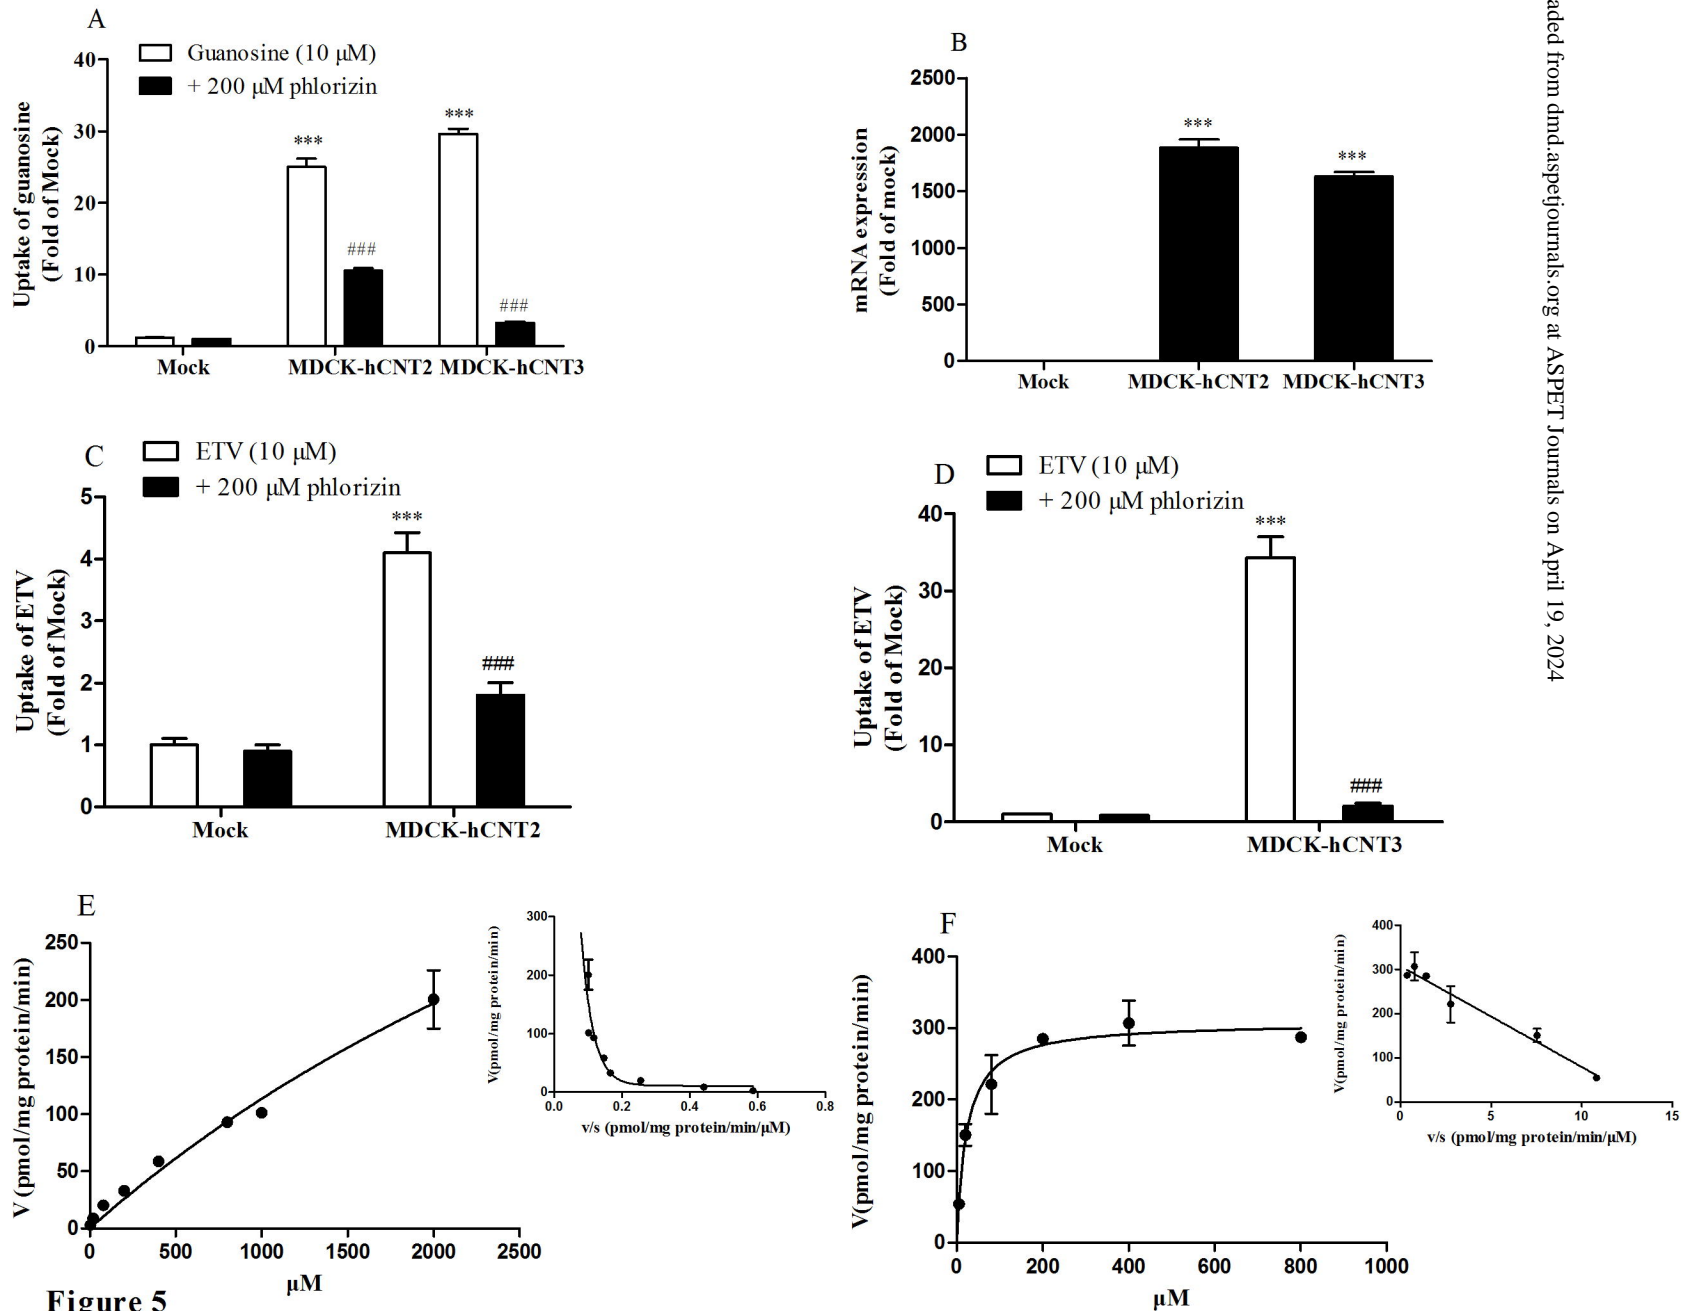 A
Guanosine (10 μM)
+ 200 μM phlorizin
Uptake of guanosine
(Fold of Mock)
40
30
20
10
0
***
###
***
###
Mock
MDCK-hCNT2
MDCK-hCNT3
B
mRNA expression
(Fold of mock)
2500
2000
1500
1000
500
0
***
***
Mock
MDCK-hCNT2
MDCK-hCNT3
aded from dmd.aspetjournals.org at ASPET Journals on April 19, 2024
C
ETV (10 μM)
+ 200 μM phlorizin
Uptake of ETV
(Fold of Mock)
5
4
3
2
1
0
***
###
Mock
MDCK-hCNT2
D
ETV (10 μM)
+ 200 μM phlorizin
Uptake of ETV
(Fold of Mock)
40
30
20
10
0
***
###
Mock
MDCK-hCNT3
E
V (pmol/mg protein/min)
250
200
150
100
50
0
0 500 1000 1500 2000 2500
μM
V(pmol/mg protein/min)
300
200
100
0
0.0 0.2 0.4 0.6 0.8
v/s (pmol/mg protein/min/μM)
F
V(pmol/mg protein/min)
400
300
200
100
0
0 200 400 600 800 1000
μM
V(pmol/mg protein/min)
400
300
200
100
0
0 5 10 15
v/s (pmol/mg protein/min/μM)
Figure 5